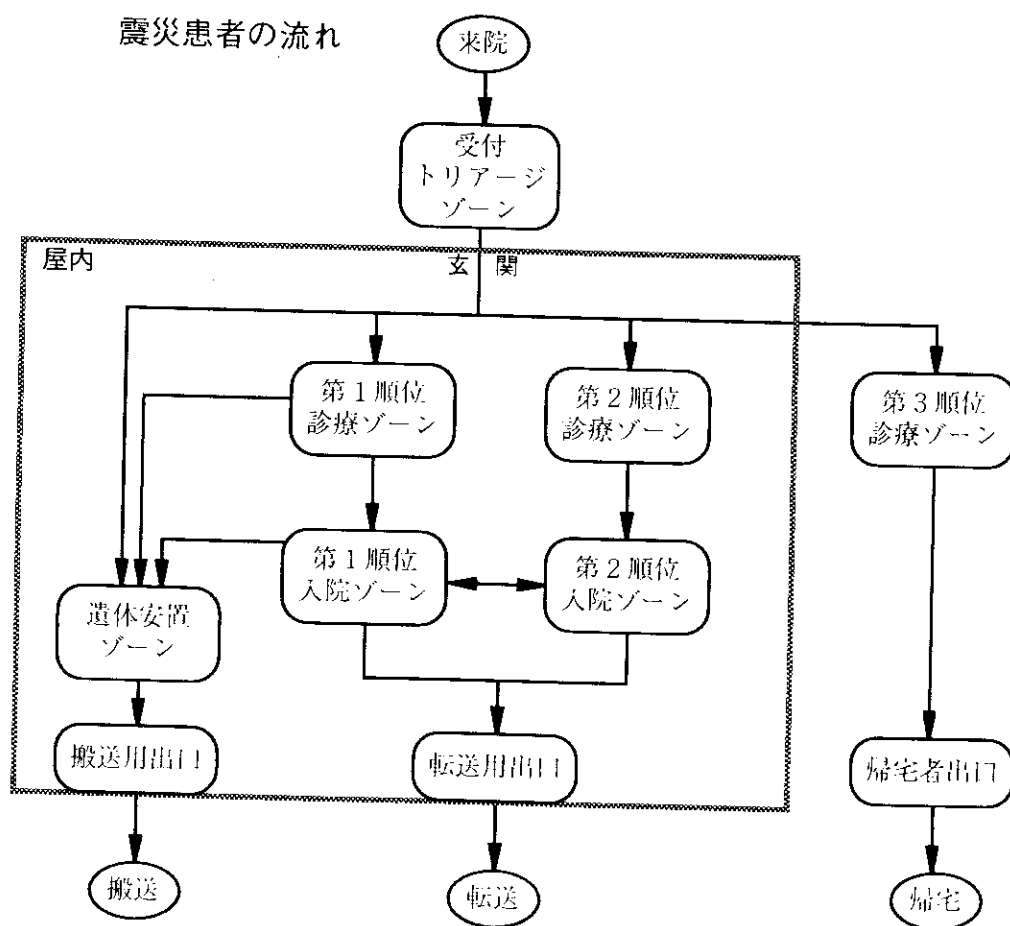 震災患者の流れ
来院
受付
トリアージ
ゾーン
屋内
玄関
第1順位
診療ゾーン
第2順位
診療ゾーン
第3順位
診療ゾーン
第1順位
入院ゾーン
第2順位
入院ゾーン
遺体安置
ゾーン
搬送用出口
転送用出口
帰宅者出口
搬送
転送
帰宅